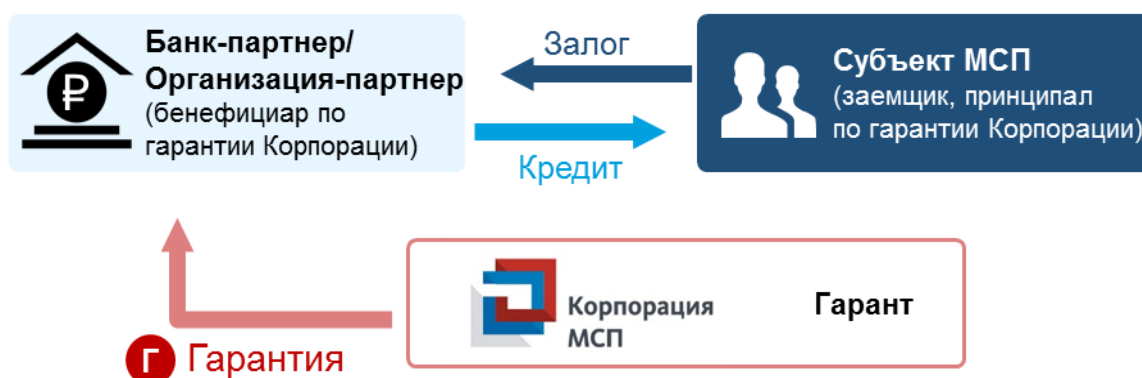 Банк-партнер/
Организация-партнер
(бенефициар по
гарантии Корпорации)
Залог
Кредит
Субъект МСП
(заемщик, принципал
по гарантии Корпорации)
Корпорация
МСП
Гарант
Г Гарантия